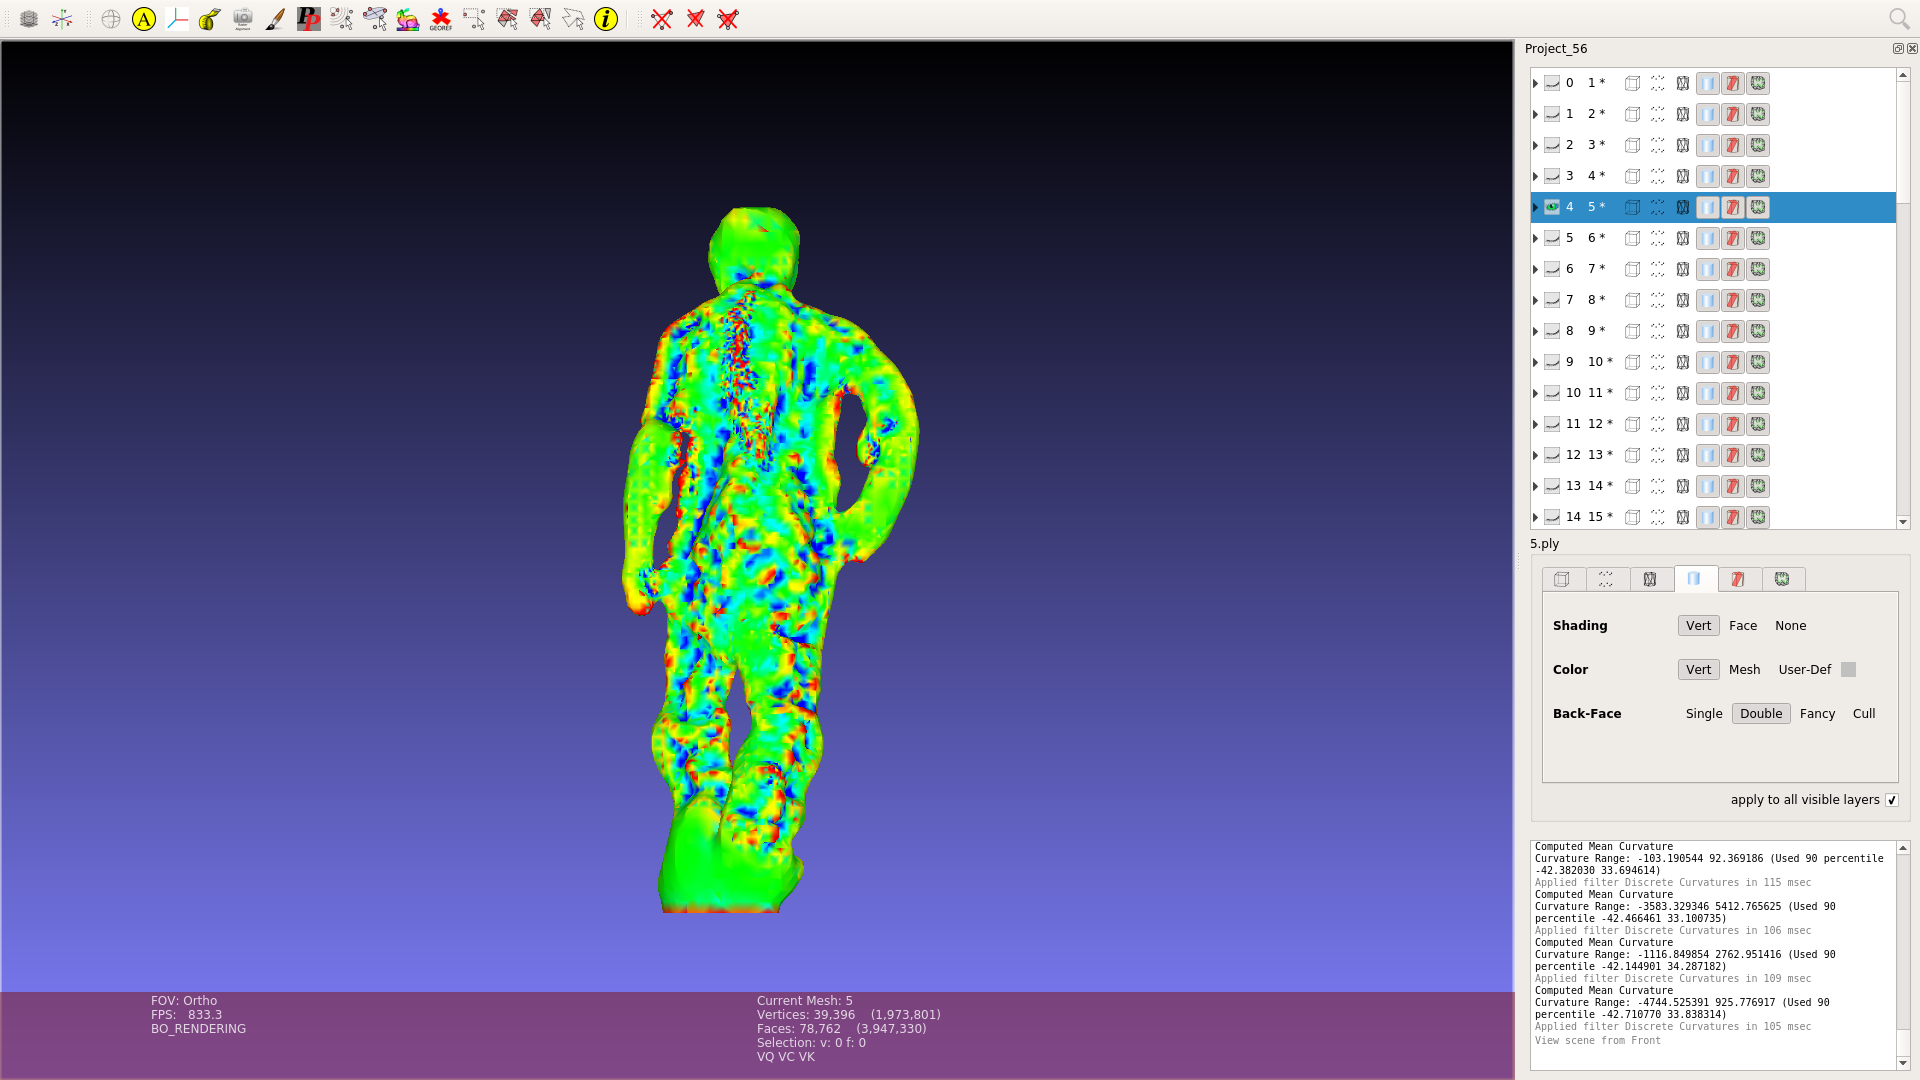 A
PP
GEOREF
i
Project_56
0 1 *
1 2 *
2 3 *
3 4 *
4 5 *
5 6 *
6 7 *
7 8 *
8 9 *
9 10 *
10 11 *
11 12 *
12 13 *
13 14 *
14 15 *
5.ply
Shading Vert Face None
Color Vert Mesh User-Def
Back-Face Single Double Fancy Cull
apply to all visible layers
Computed Mean Curvature
Curvature Range: -103.190544 92.369186 (Used 90 percentile
-42.382030 33.694614)
Applied filter Discrete Curvatures in 115 msec
Computed Mean Curvature
Curvature Range: -3583.329346 5412.765625 (Used 90
percentile -42.466461 33.100735)
Applied filter Discrete Curvatures in 106 msec
Computed Mean Curvature
Curvature Range: -1116.849854 2762.951416 (Used 90
percentile -42.144901 34.287182)
Applied filter Discrete Curvatures in 109 msec
Computed Mean Curvature
Curvature Range: -4744.525391 925.776917 (Used 90
percentile -42.710770 33.838314)
Applied filter Discrete Curvatures in 105 msec
View scene from Front
FOV: Ortho
FPS: 833.3
BO_RENDERING
Current Mesh: 5
Vertices: 39,396 (1,973,801)
Faces: 78,762 (3,947,330)
Selection: v: 0 f: 0
VQ VC VK